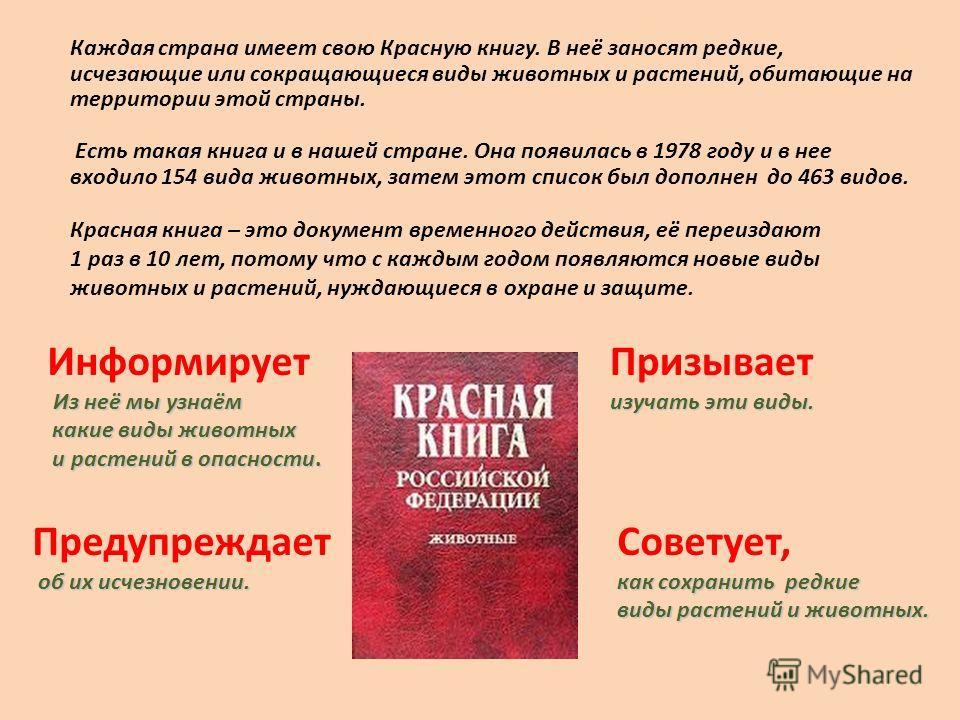 Каждая страна имеет свою Красную книгу. В неё заносят редкие,
исчезающие или сокращающиеся виды животных и растений, обитающие на
территории этой страны.
Есть такая книга и в нашей стране. Она появилась в 1978 году и в нее
входило 154 вида животных, затем этот список был дополнен до 463 видов.
Красная книга – это документ временного действия, её переиздают
1 раз в 10 лет, потому что с каждым годом появляются новые виды
животных и растений, нуждающиеся в охране и защите.
Информирует
Из неё мы узнаём
какие виды животных
и растений в опасности.
Призывает
изучать эти виды.
КРАСНАЯ
КНИГА
РОССИЙСКОЙ
ФЕДЕРАЦИИ
ЖИВОТНЫЕ
Предупреждает
об их исчезновении.
Советует,
как сохранить редкие
виды растений и животных.
MyShared